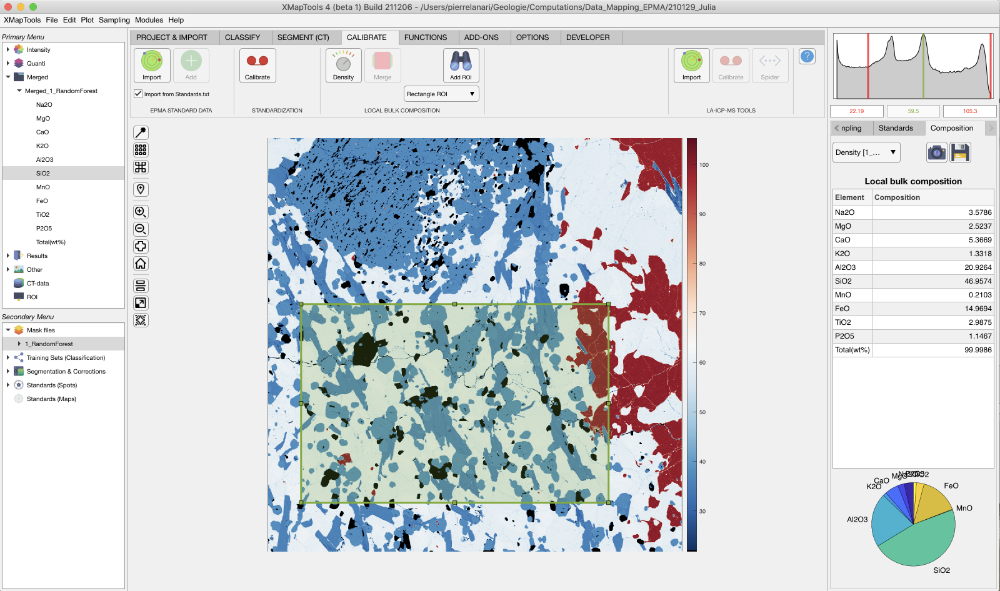 XMapTools 4 (beta 1) Build 211206 - /Users/pierrelanari/Geologie/Computations/Data_Mapping_EPMA/210129_Julia
XMapTools File Edit Plot Sampling Modules Help
Primary Menu
Intensity
Quanti
Merged
Merged_1_RandomForest
Na2O
MgO
CaO
K2O
Al2O3
SiO2
MnO
FeO
TiO2
P2O5
Total(wt%)
Results
Other
CT-data
ROI
Secondary Menu
Mask files
1_RandomForest
Training Sets (Classification)
Segmentation & Corrections
Standards (Spots)
Standards (Maps)
PROJECT & IMPORT CLASSIFY SEGMENT (CT) CALIBRATE FUNCTIONS ADD-ONS OPTIONS DEVELOPER
Import Add Calibrate Density Merge Add ROI Import Calibrate Spider
Import from Standards.txt Rectangle ROI
EPMA STANDARD DATA STANDARDIZATION LOCAL BULK COMPOSITION LA-ICP-MS TOOLS
100
90
80
70
60
50
40
30
22.19 59.5 105.3
npling Standards Composition
Density [1_...
Local bulk composition
Element Composition
Na2O 3.5786
MgO 2.5237
CaO 5.3669
K2O 1.3318
Al2O3 20.9264
SiO2 46.9574
MnO 0.2103
FeO 14.9694
TiO2 2.9875
P2O5 1.1467
Total(wt%) 99.9986
CaO
K2O
FeO
MnO
Al2O3
SiO2